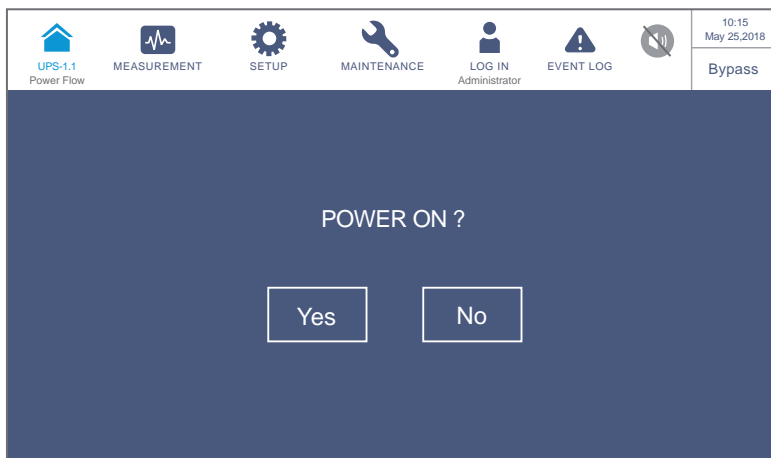 UPS-1.1
Power Flow
MEASUREMENT
SETUP
MAINTENANCE
LOG IN
Administrator
EVENT LOG
10:15
May 25,2018
Bypass
POWER ON ?
Yes
No